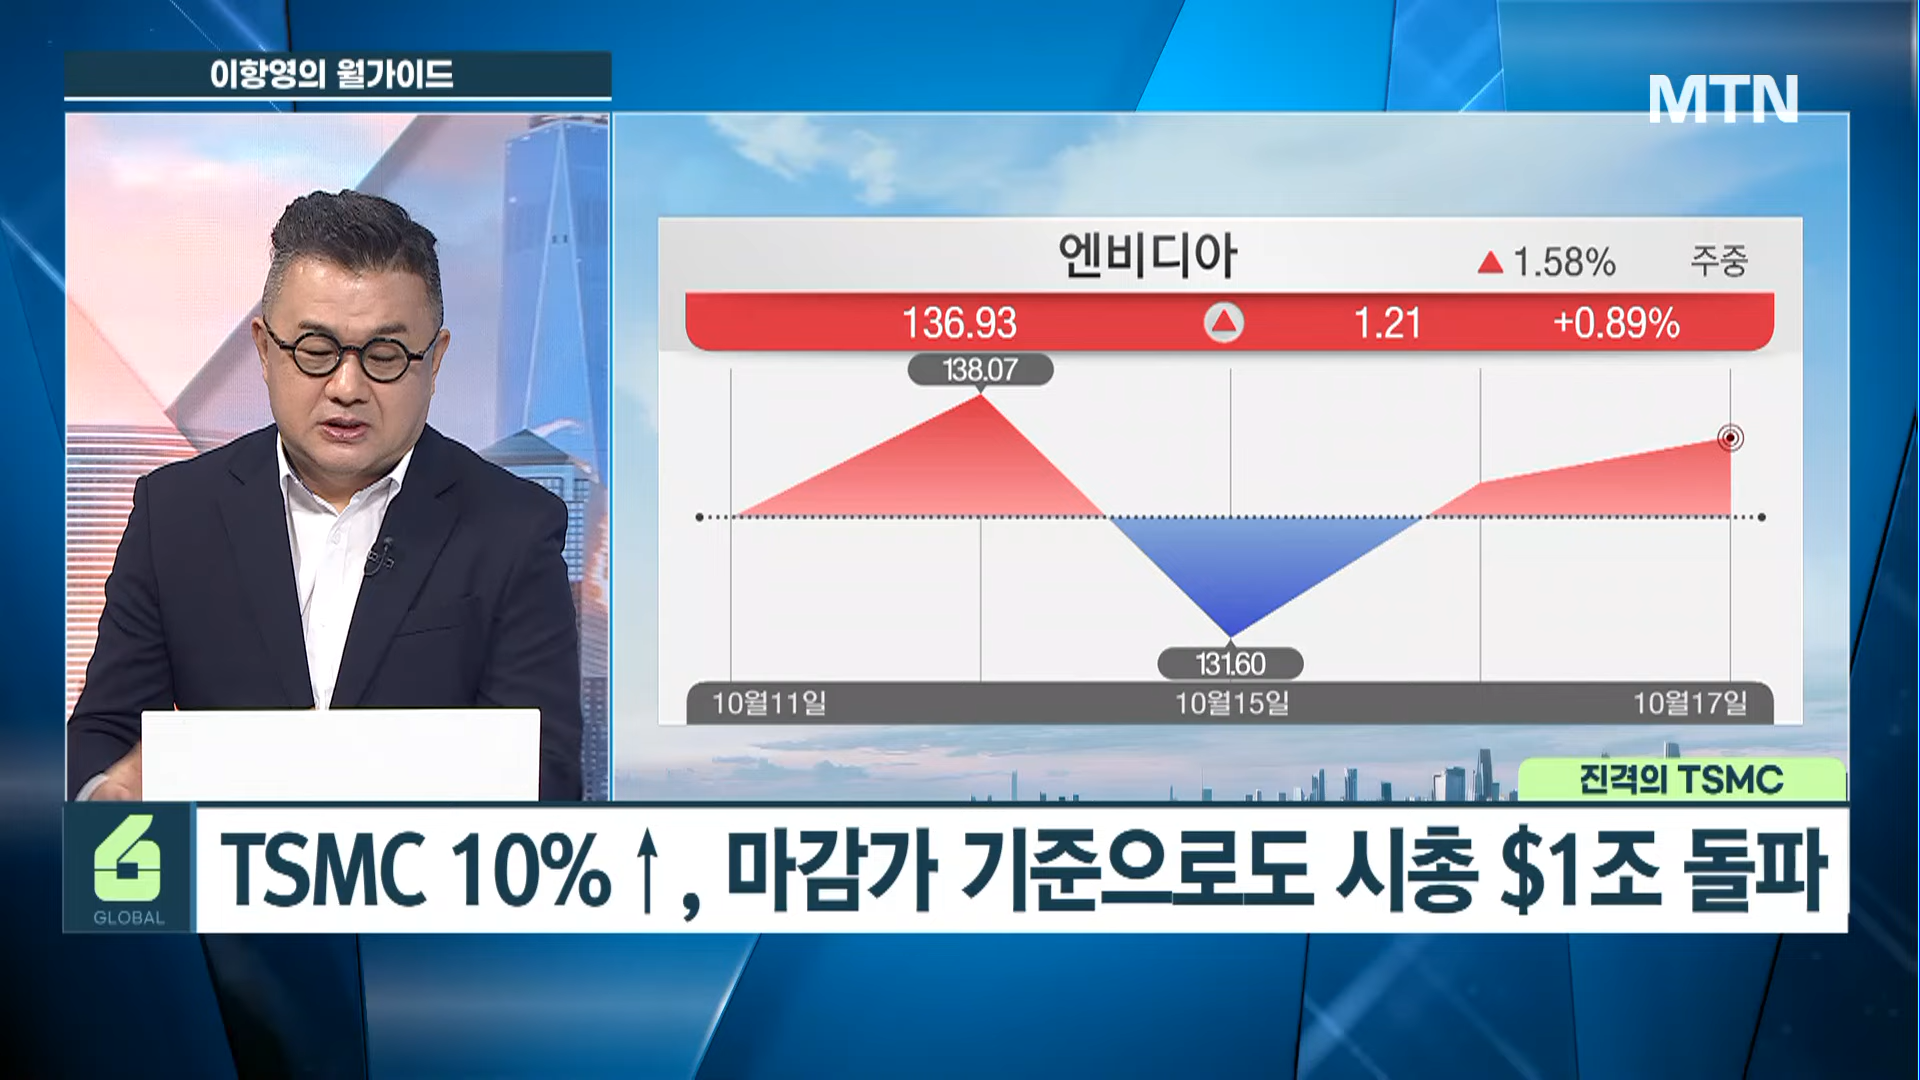 이항영의 월가이드
MTN
엔비디아 ▲ 1.58% 주중
136.93 ▲ 1.21 +0.89%
138.07
131.60
10월11일 10월15일 10월17일
진격의 TSMC
TSMC 10%↑, 마감가 기준으로도 시총 $1조 돌파
GLOBAL